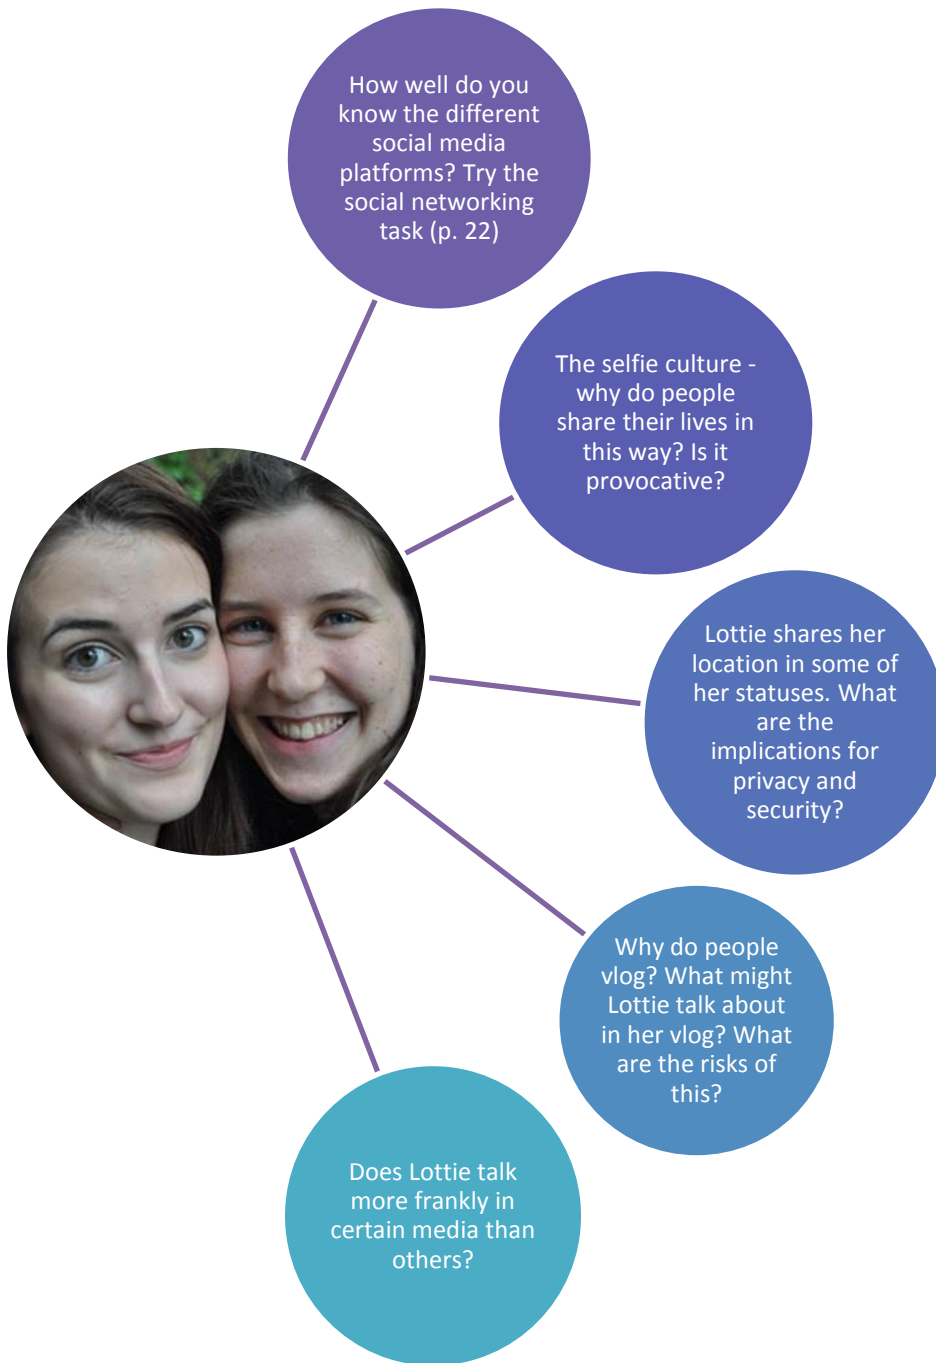 How well do you
know the different
social media
platforms? Try the
social networking
task (p. 22)
The selfie culture -
why do people
share their lives in
this way? Is it
provocative?
Lottie shares her
location in some of
her statuses. What
are the
implications for
privacy and
security?
Why do people
vlog? What might
Lottie talk about
in her vlog? What
are the risks of
this?
Does Lottie talk
more frankly in
certain media than
others?